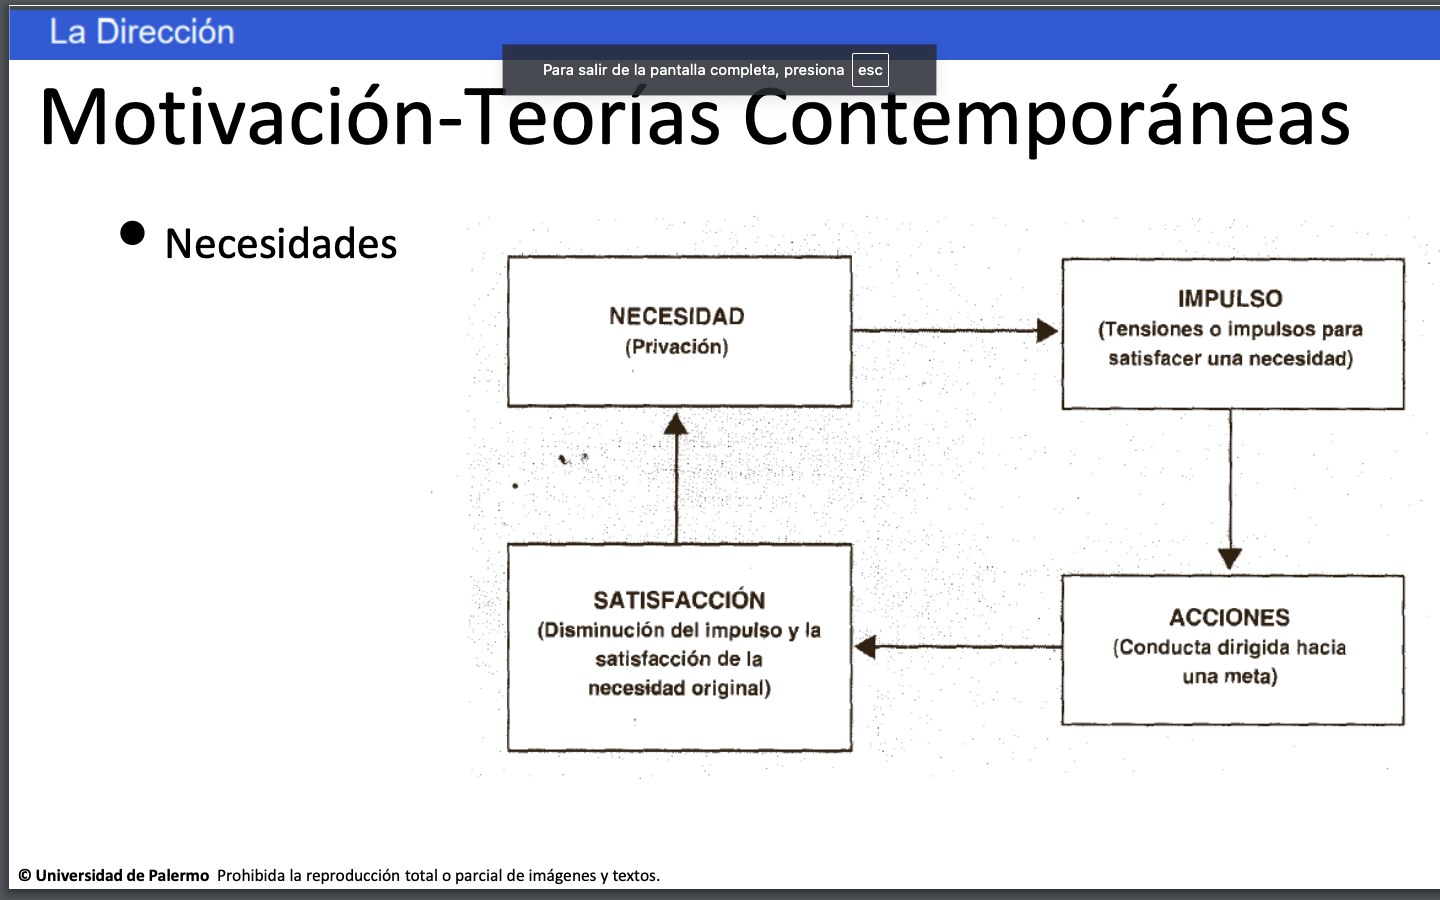 La Dirección
Para salir de la pantalla completa, presiona esc
Motivación-Teorías Contemporáneas
• Necesidades
NECESIDAD
(Privación)
IMPULSO
(Tensiones o impulsos para
satisfacer una necesidad)
SATISFACCIÓN
(Disminución del impulso y la
satisfacción de la
necesidad original)
ACCIONES
(Conducta dirigida hacia
una meta)
© Universidad de Palermo Prohibida la reproducción total o parcial de imágenes y textos.